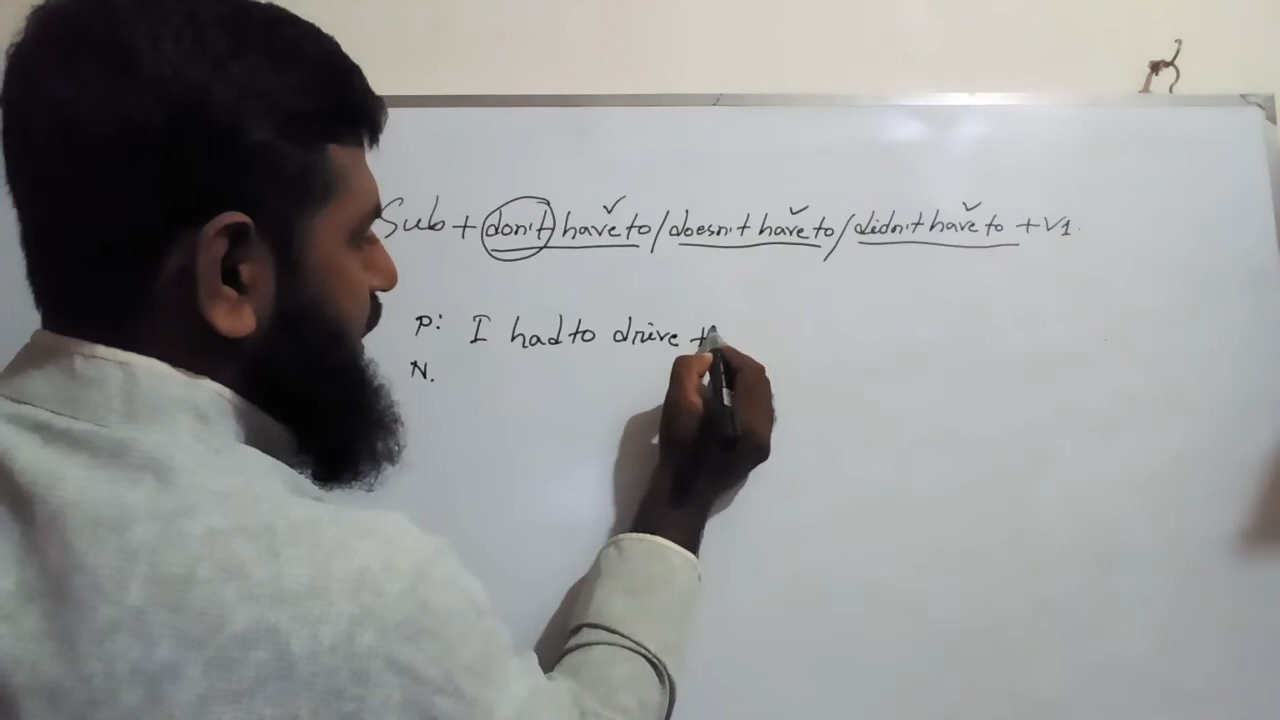 Sub + don't have to / doesn't have to / didn't have to + V1.
P: I had to drive t
N.